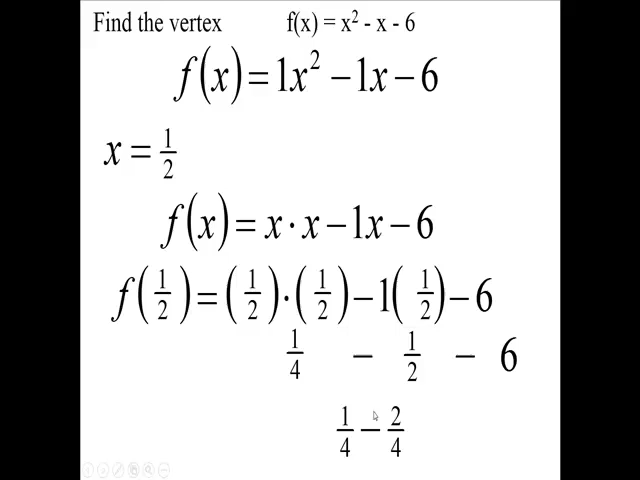 Find the vertex f(x) = x² - x - 6
f(x) = 1x² − 1x − 6
x = 1/2
f(x) = x · x − 1x − 6
f(1/2) = (1/2) · (1/2) − 1(1/2) − 6
1/4 − 1/2 − 6
1/4 − 2/4